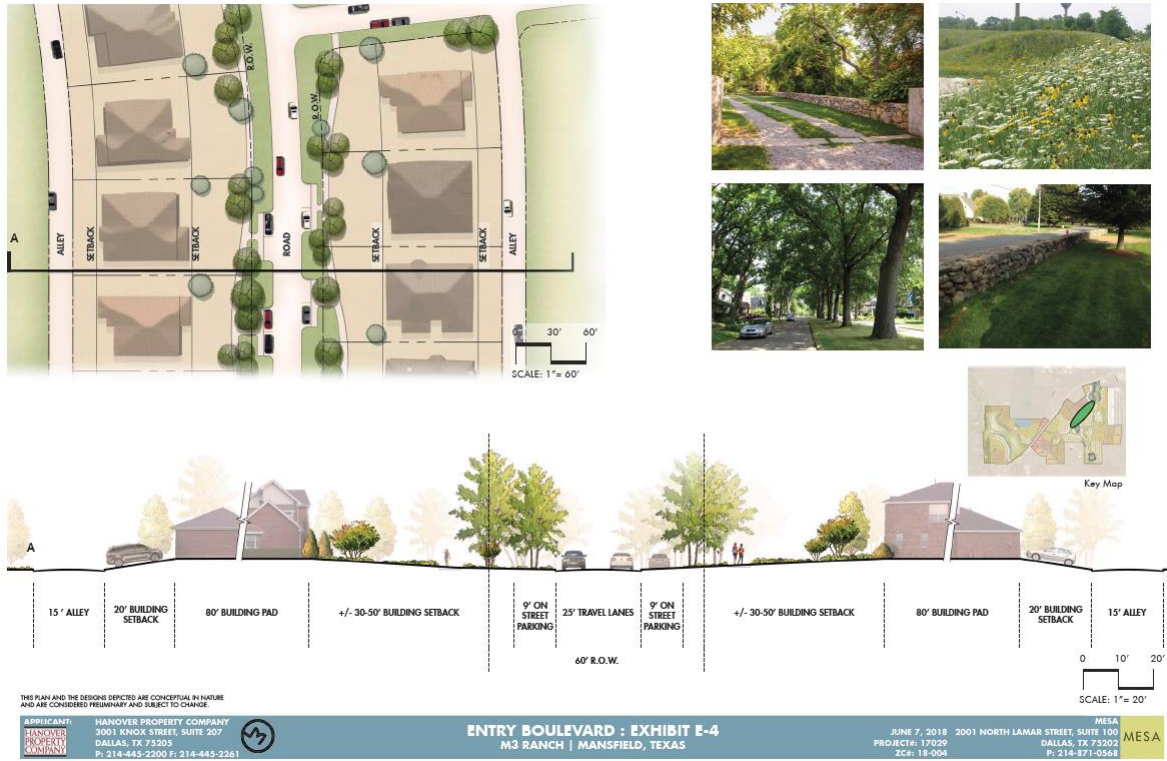 R.O.W.
R.O.W.
A
ALLEY
SETBACK
SETBACK
ROAD
SETBACK
SETBACK
ALLEY
0 30' 60'
SCALE: 1"= 60'
Key Map
A
15 ' ALLEY
20' BUILDING
SETBACK
80' BUILDING PAD
+/- 30-50' BUILDING SETBACK
9' ON
STREET
PARKING
25' TRAVEL LANES
9' ON
STREET
PARKING
+/- 30-50' BUILDING SETBACK
80' BUILDING PAD
20' BUILDING
SETBACK
15' ALLEY
60' R.O.W.
0 10' 20'
SCALE: 1"= 20'
THIS PLAN AND THE DESIGNS DEPICTED ARE CONCEPTUAL IN NATURE
AND ARE CONSIDERED PRELIMINARY AND SUBJECT TO CHANGE.
APPLICANT:
HANOVER
PROPERTY
COMPANY
HANOVER PROPERTY COMPANY
3001 KNOX STREET, SUITE 207
DALLAS, TX 75205
P: 214-445-2200 F: 214-445-2261
ENTRY BOULEVARD : EXHIBIT E-4
M3 RANCH | MANSFIELD, TEXAS
JUNE 7, 2018
PROJECT#: 17029
ZC#: 18-004
MESA
2001 NORTH LAMAR STREET, SUITE 100
DALLAS, TX 75202
P: 214-871-0568
MESA